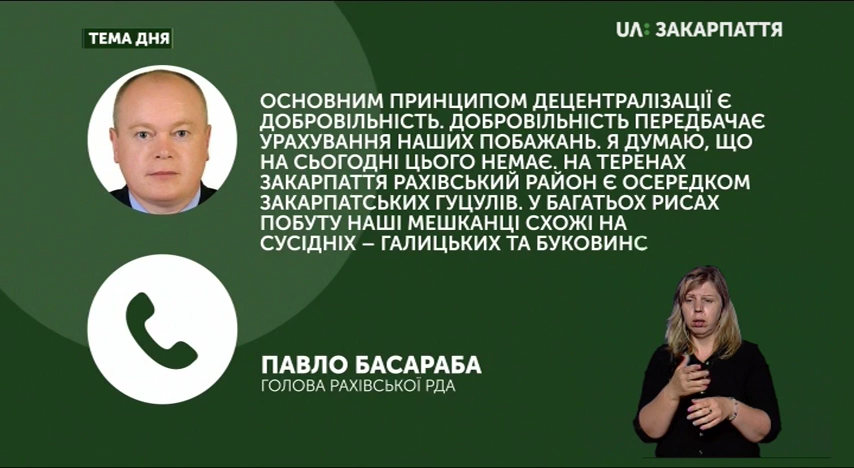 ТЕМА ДНЯ
UA: ЗАКАРПАТТЯ
ОСНОВНИМ ПРИНЦИПОМ ДЕЦЕНТРАЛІЗАЦІЇ Є
ДОБРОВІЛЬНІСТЬ. ДОБРОВІЛЬНІСТЬ ПЕРЕДБАЧАЄ
УРАХУВАННЯ НАШИХ ПОБАЖАНЬ. Я ДУМАЮ, ЩО
НА СЬОГОДНІ ЦЬОГО НЕМАЄ. НА ТЕРЕНАХ
ЗАКАРПАТТЯ РАХІВСЬКИЙ РАЙОН Є ОСЕРЕДКОМ
ЗАКАРПАТСЬКИХ ГУЦУЛІВ. У БАГАТЬОХ РИСАХ
ПОБУТУ НАШІ МЕШКАНЦІ СХОЖІ НА
СУСІДНІХ – ГАЛИЦЬКИХ ТА БУКОВИНС
ПАВЛО БАСАРАБА
ГОЛОВА РАХІВСЬКОЇ РДА